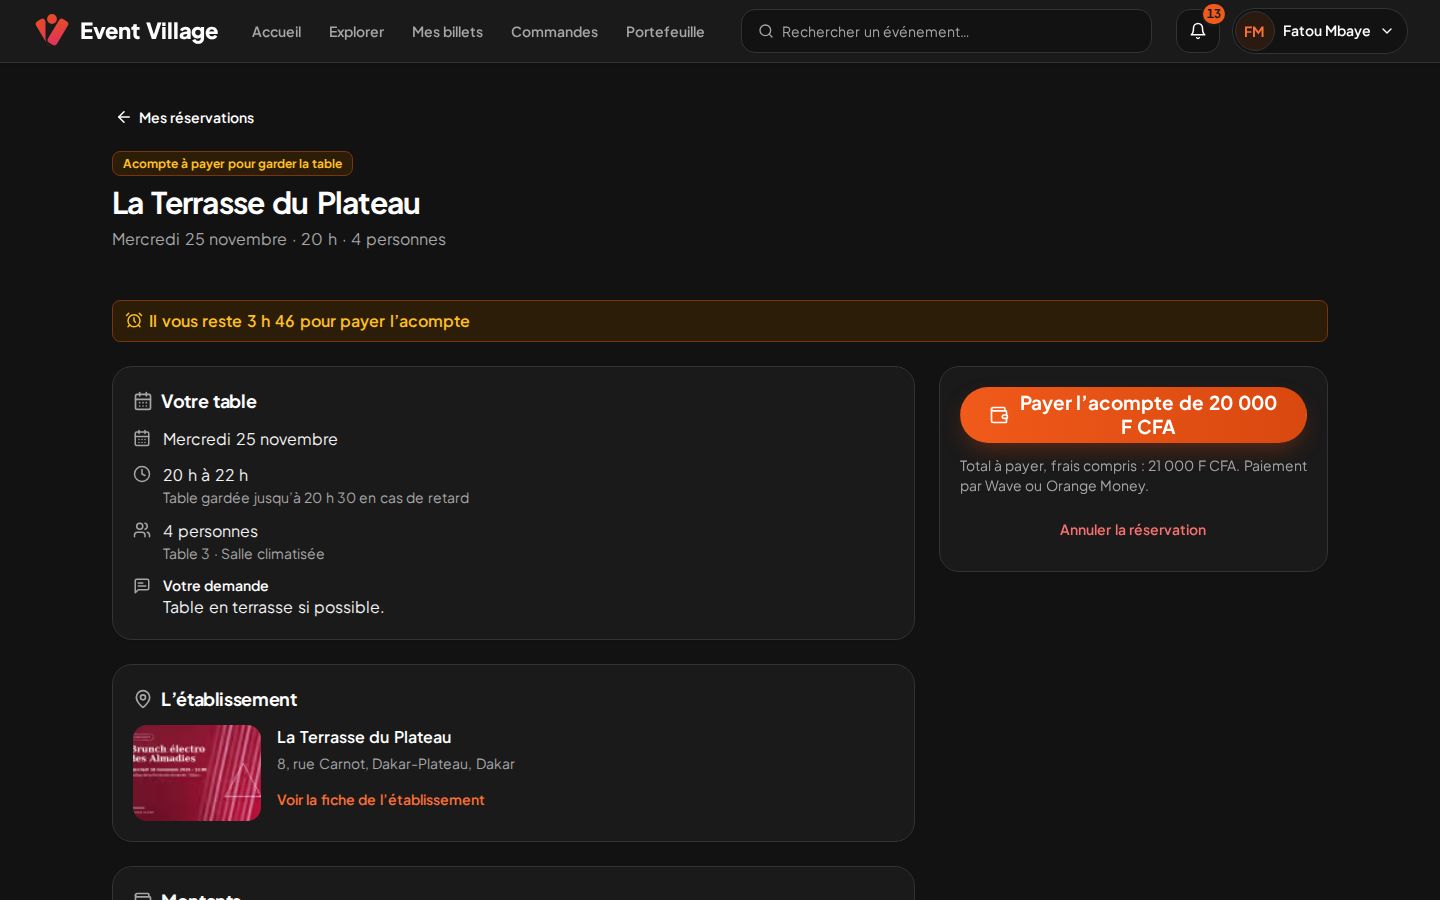 Event Village
Accueil
Explorer
Mes billets
Commandes
Portefeuille
Rechercher un événement…
13
FM
Fatou Mbaye
Mes réservations
Acompte à payer pour garder la table
La Terrasse du Plateau
Mercredi 25 novembre · 20 h · 4 personnes
Il vous reste 3 h 46 pour payer l’acompte
Votre table
Mercredi 25 novembre
20 h à 22 h
Table gardée jusqu’à 20 h 30 en cas de retard
4 personnes
Table 3 · Salle climatisée
Votre demande
Table en terrasse si possible.
Payer l’acompte de 20 000
F CFA
Total à payer, frais compris : 21 000 F CFA. Paiement
par Wave ou Orange Money.
Annuler la réservation
L’établissement
Brunch électro
des Almadies
La Terrasse du Plateau
8, rue Carnot, Dakar-Plateau, Dakar
Voir la fiche de l’établissement
Montants